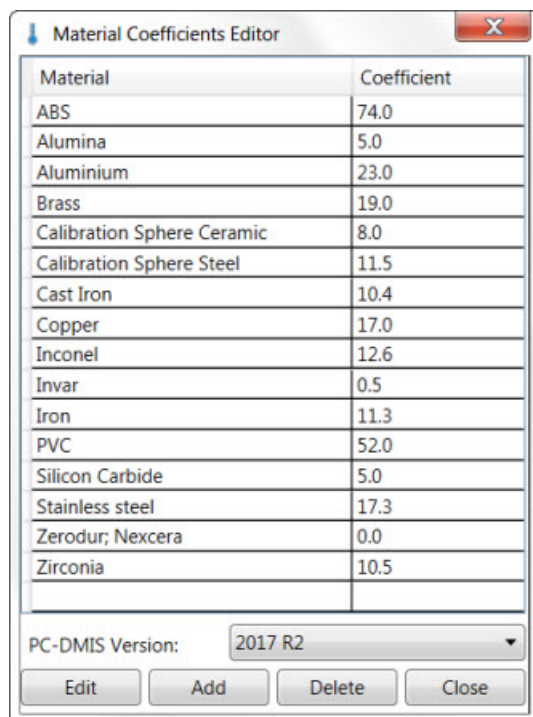 Material Coefficients Editor
Material Coefficient
ABS 74.0
Alumina 5.0
Aluminium 23.0
Brass 19.0
Calibration Sphere Ceramic 8.0
Calibration Sphere Steel 11.5
Cast Iron 10.4
Copper 17.0
Inconel 12.6
Invar 0.5
Iron 11.3
PVC 52.0
Silicon Carbide 5.0
Stainless steel 17.3
Zerodur; Nexcera 0.0
Zirconia 10.5
PC-DMIS Version: 2017 R2
Edit Add Delete Close